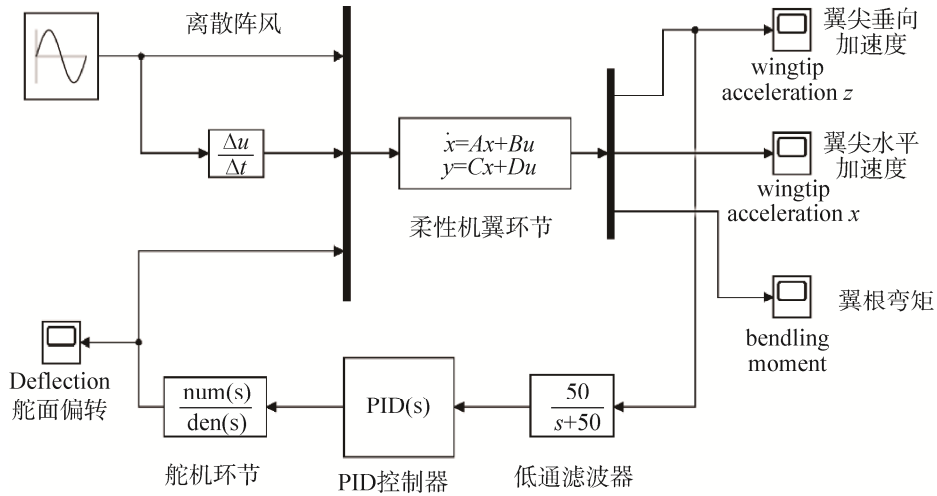 离散阵风
翼尖垂向
加速度
wingtip
acceleration z
Δu
Δt
ẋ=Ax+Bu
y=Cx+Du
柔性机翼环节
翼尖水平
加速度
wingtip
acceleration x
翼根弯矩
bendling
moment
Deflection
舵面偏转
num(s)
den(s)
舵机环节
PID(s)
PID控制器
50
s+50
低通滤波器